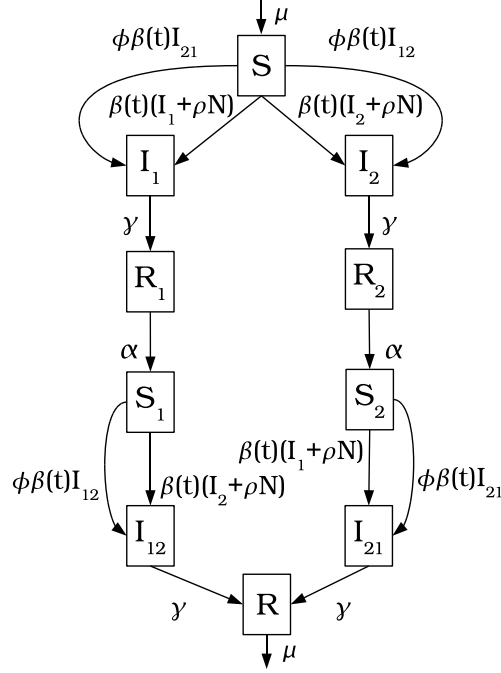 μ
ϕβ(t)I₂₁ S ϕβ(t)I₁₂
β(t)(I₁+ρN) β(t)(I₂+ρN)
I₁ I₂
γ γ
R₁ R₂
α α
S₁ S₂
β(t)(I₁+ρN)
ϕβ(t)I₁₂ β(t)(I₂+ρN) ϕβ(t)I₂₁
I₁₂ I₂₁
γ R γ
μ